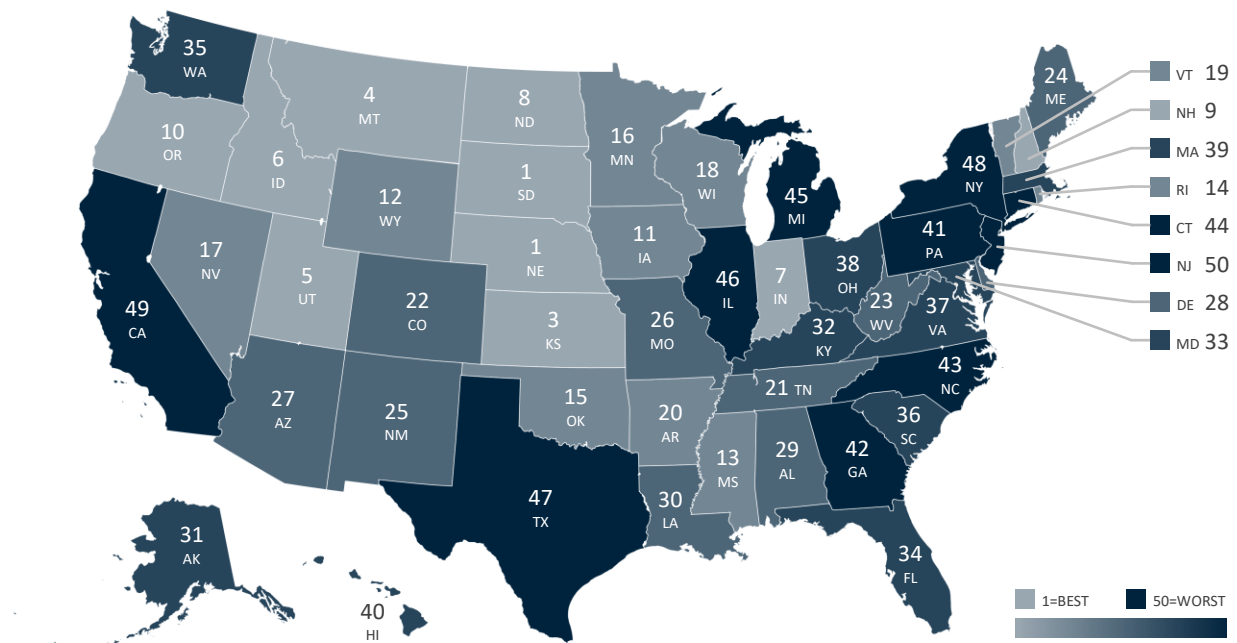 35
WA
4
MT
8
ND
16
MN
24
ME
VT 19
NH 9
MA 39
RI 14
CT 44
NJ 50
DE 28
MD 33
10
OR
6
ID
1
SD
18
WI
45
MI
48
NY
12
WY
1
NE
11
IA
41
PA
17
NV
5
UT
22
CO
46
IL
7
IN
38
OH
23
WV
37
VA
49
CA
3
KS
26
MO
32
KY
43
NC
27
AZ
25
NM
15
OK
20
AR
21 TN
36
SC
13
MS
29
AL
42
GA
47
TX
30
LA
31
AK
40
HI
34
FL
1=BEST 50=WORST